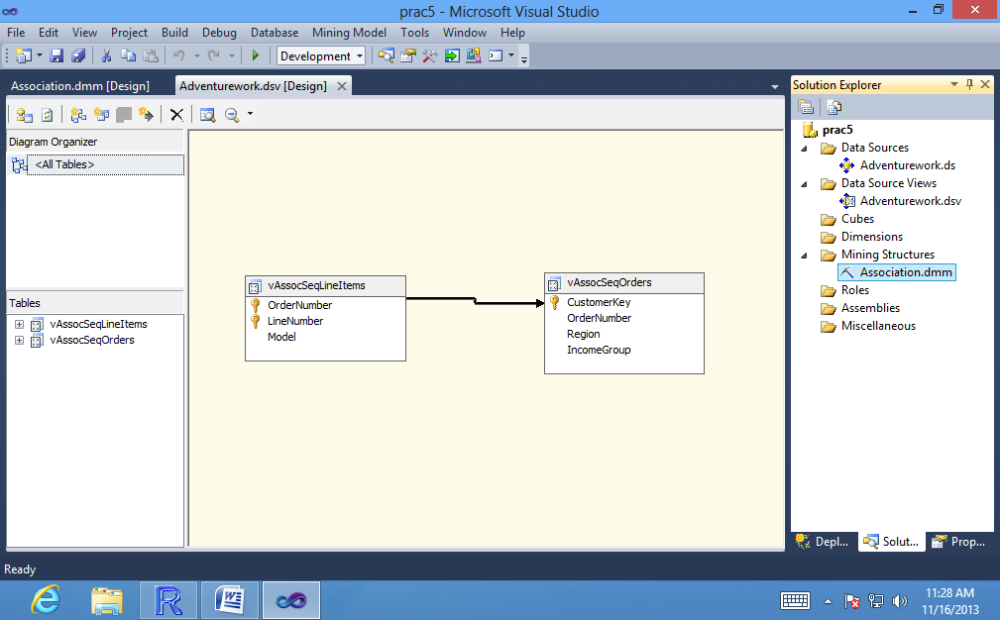 prac5 - Microsoft Visual Studio
File Edit View Project Build Debug Database Mining Model Tools Window Help
Development
Association.dmm [Design] Adventurework.dsv [Design]
Diagram Organizer
<All Tables>
Tables
vAssocSeqLineItems
vAssocSeqOrders
vAssocSeqLineItems
OrderNumber
LineNumber
Model
vAssocSeqOrders
CustomerKey
OrderNumber
Region
IncomeGroup
Solution Explorer
prac5
Data Sources
Adventurework.ds
Data Source Views
Adventurework.dsv
Cubes
Dimensions
Mining Structures
Association.dmm
Roles
Assemblies
Miscellaneous
Depl... Solut... Prop...
Ready
11:28 AM
11/16/2013